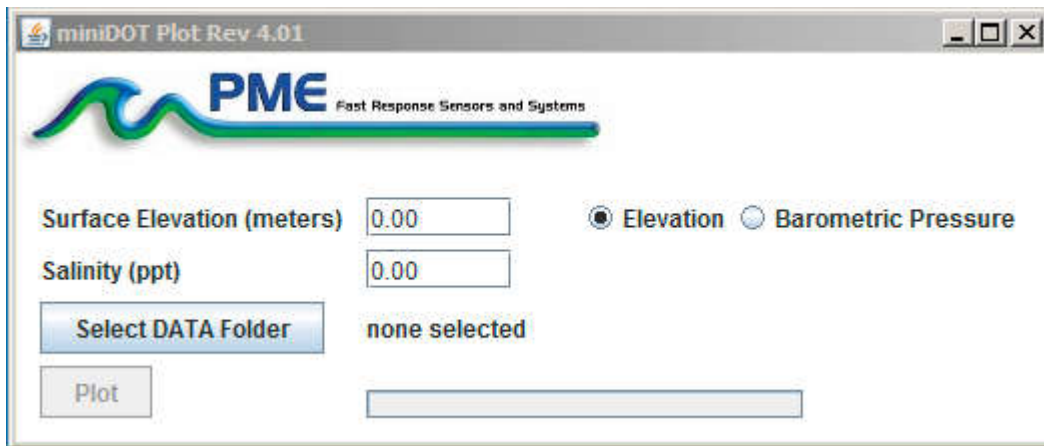 miniDOT Plot Rev 4.01
PME Fast Response Sensors and Systems
Surface Elevation (meters) 0.00 Elevation Barometric Pressure
Salinity (ppt) 0.00
Select DATA Folder none selected
Plot